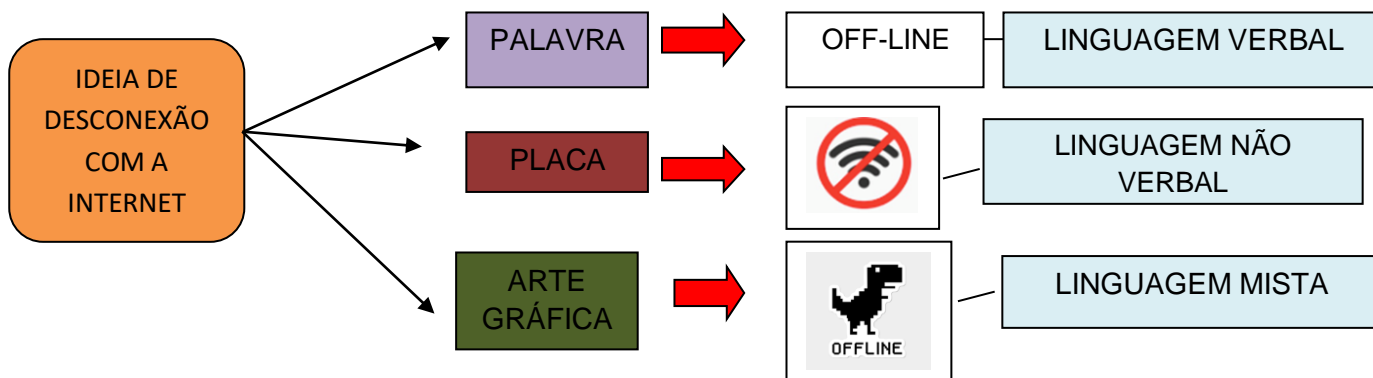 IDEIA DE
DESCONEXÃO
COM A
INTERNET
PALAVRA
OFF-LINE
LINGUAGEM VERBAL
PLACA
LINGUAGEM NÃO
VERBAL
ARTE
GRÁFICA
OFFLINE
LINGUAGEM MISTA